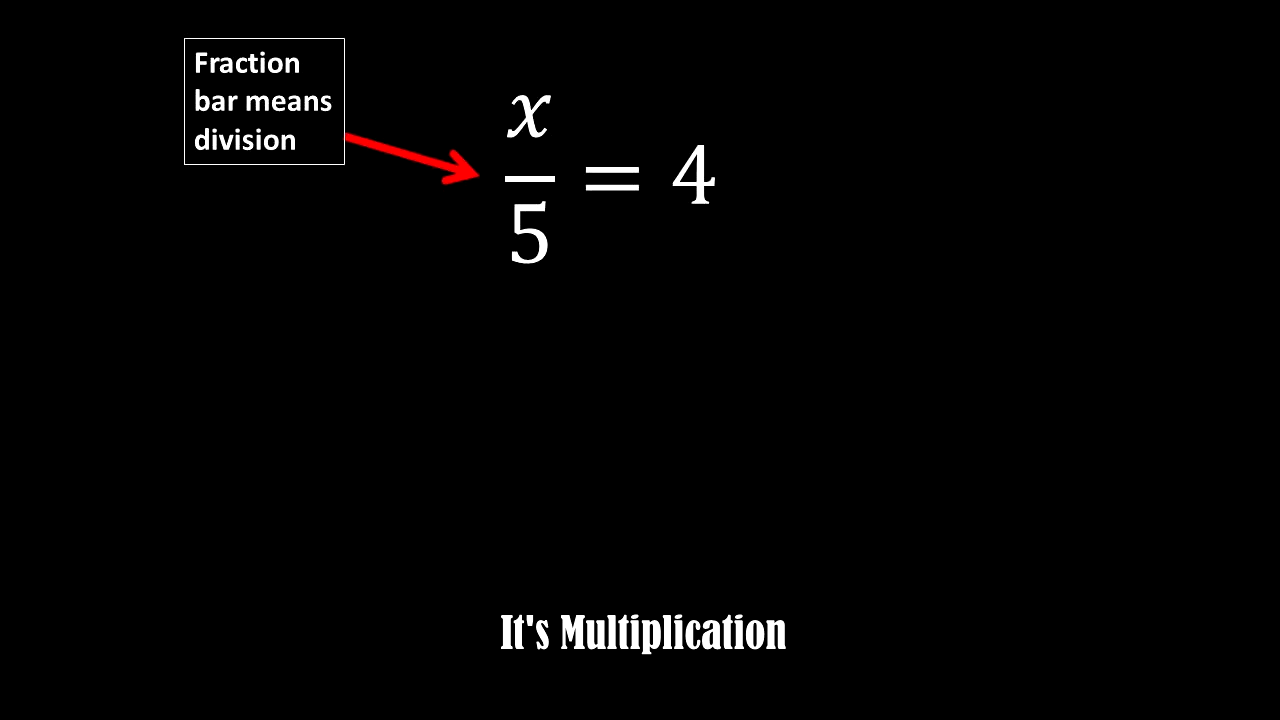 Fraction
bar means
division
x
5
= 4
It's Multiplication